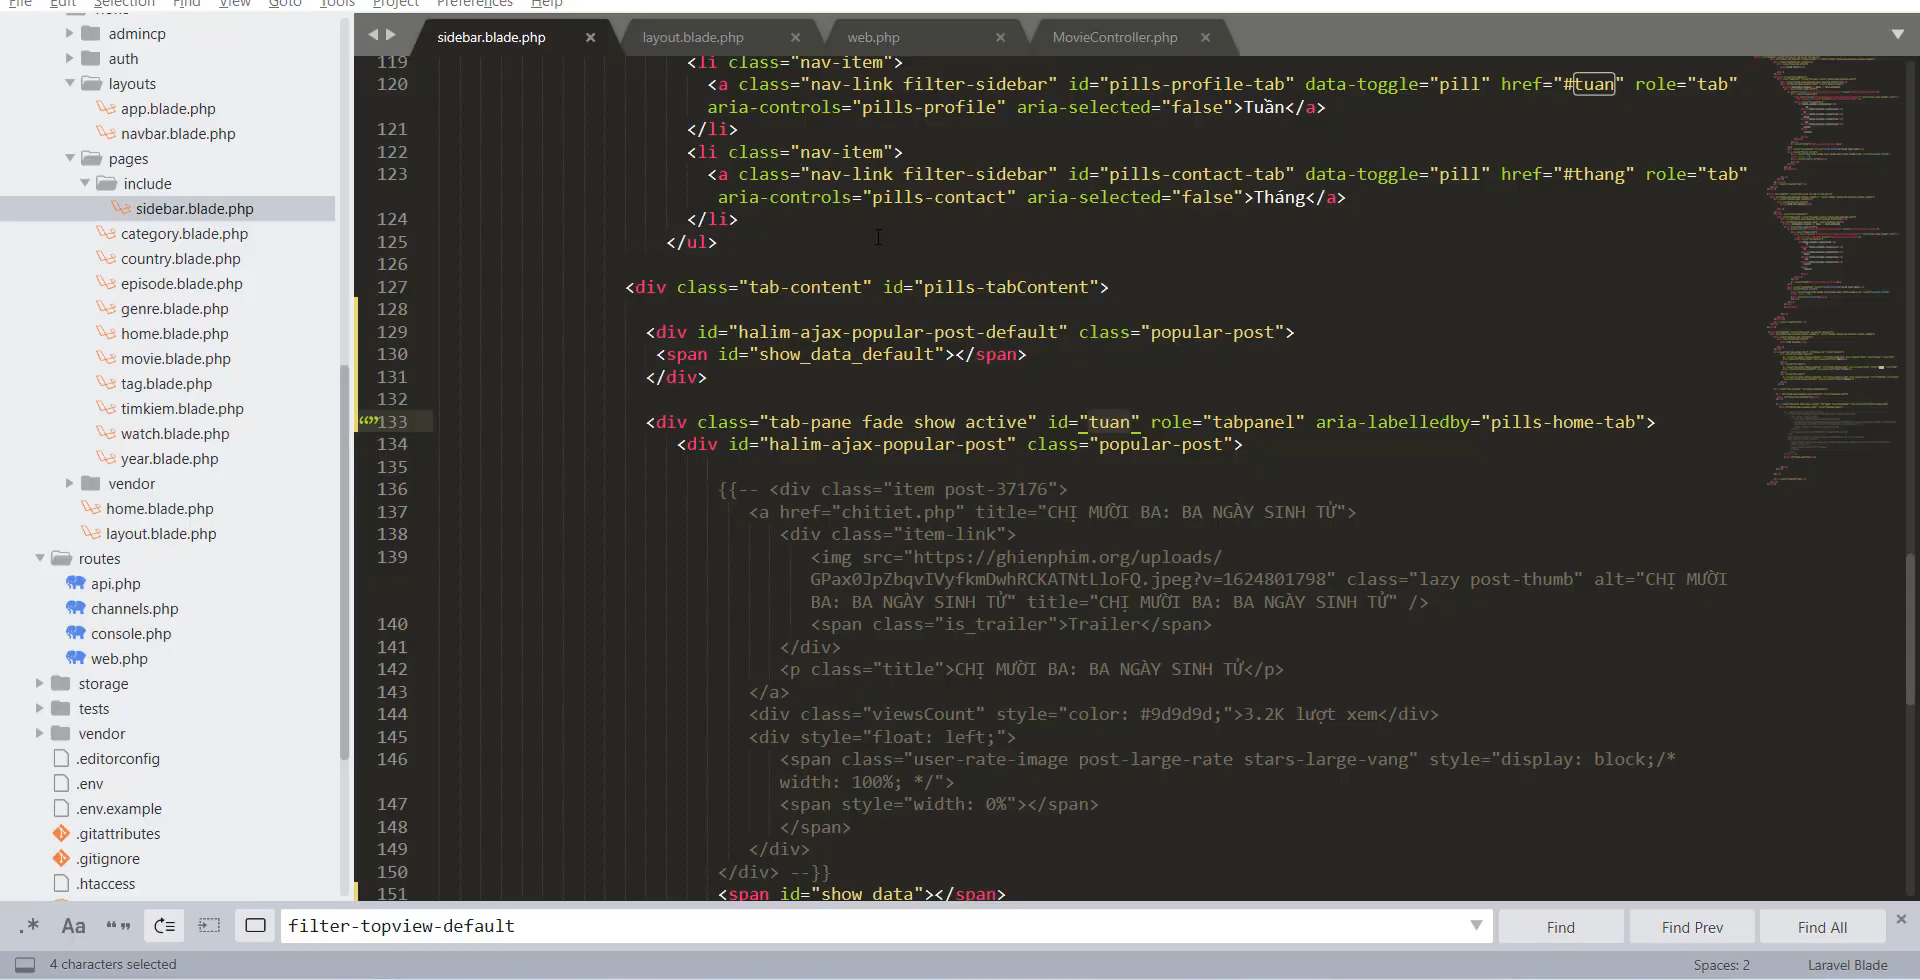 File Edit Selection Find View Goto Tools Project Preferences Help
admincp
auth
layouts
app.blade.php
navbar.blade.php
pages
include
sidebar.blade.php
category.blade.php
country.blade.php
episode.blade.php
genre.blade.php
home.blade.php
movie.blade.php
tag.blade.php
timkiem.blade.php
watch.blade.php
year.blade.php
vendor
home.blade.php
layout.blade.php
routes
api.php
channels.php
console.php
web.php
storage
tests
vendor
.editorconfig
.env
.env.example
.gitattributes
.gitignore
.htaccess
sidebar.blade.php × layout.blade.php × web.php × MovieController.php ×
119 <li class="nav-item">
120 <a class="nav-link filter-sidebar" id="pills-profile-tab" data-toggle="pill" href="#tuan" role="tab"
aria-controls="pills-profile" aria-selected="false">Tuần</a>
121 </li>
122 <li class="nav-item">
123 <a class="nav-link filter-sidebar" id="pills-contact-tab" data-toggle="pill" href="#thang" role="tab"
aria-controls="pills-contact" aria-selected="false">Tháng</a>
124 </li>
125 </ul>
126
127 <div class="tab-content" id="pills-tabContent">
128
129 <div id="halim-ajax-popular-post-default" class="popular-post">
130 <span id="show_data_default"></span>
131 </div>
132
133 <div class="tab-pane fade show active" id="tuan" role="tabpanel" aria-labelledby="pills-home-tab">
134 <div id="halim-ajax-popular-post" class="popular-post">
135
136 {{-- <div class="item post-37176">
137 <a href="chitiet.php" title="CHỊ MƯỜI BA: BA NGÀY SINH TỬ">
138 <div class="item-link">
139 <img src="https://ghienphim.org/uploads/
GPax0JpZbqvIVyfkmDwhRCKATNtLloFQ.jpeg?v=1624801798" class="lazy post-thumb" alt="CHỊ MƯỜI
BA: BA NGÀY SINH TỬ" title="CHỊ MƯỜI BA: BA NGÀY SINH TỬ" />
140 <span class="is_trailer">Trailer</span>
141 </div>
142 <p class="title">CHỊ MƯỜI BA: BA NGÀY SINH TỬ</p>
143 </a>
144 <div class="viewsCount" style="color: #9d9d9d;">3.2K lượt xem</div>
145 <div style="float: left;">
146 <span class="user-rate-image post-large-rate stars-large-vang" style="display: block;/*
width: 100%; */">
147 <span style="width: 0%"></span>
148 </span>
149 </div>
150 </div> --}}
151 <span id="show_data"></span>
.* Aa “” filter-topview-default Find Find Prev Find All ×
4 characters selected Spaces: 2 Laravel Blade